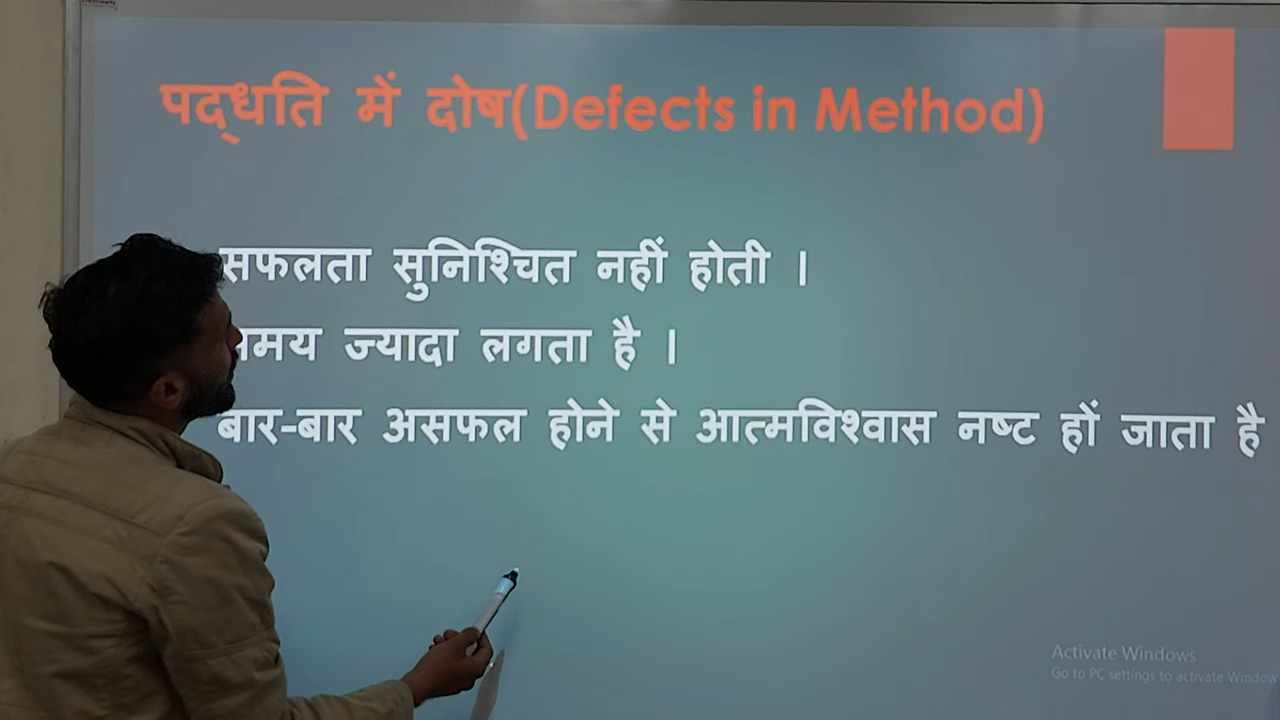 पद्धति में दोष(Defects in Method)
सफलता सुनिश्चित नहीं होती ।
ज्यादा लगता है ।
बार-बार असफल होने से आत्मविश्वास नष्ट हों जाता है
Activate Windows
Go to PC settings to activate Window